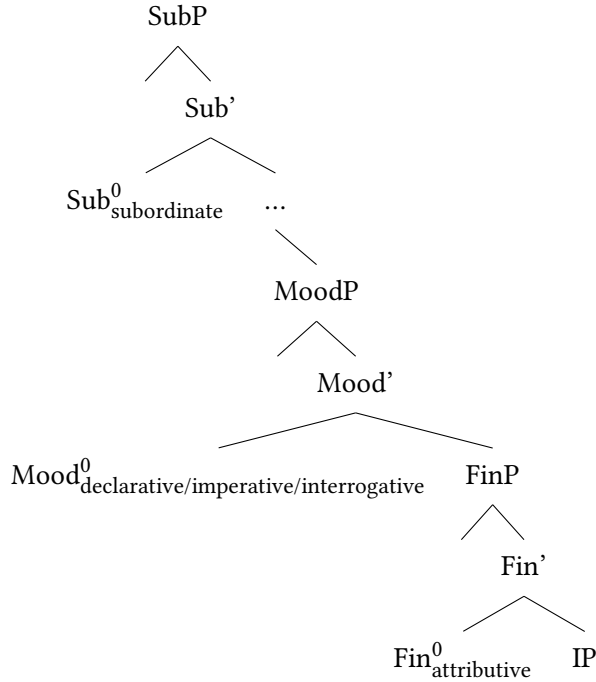 SubP
Sub’
Sub⁰subordinate ...
MoodP
Mood’
Mood⁰declarative/imperative/interrogative FinP
Fin’
Fin⁰attributive IP